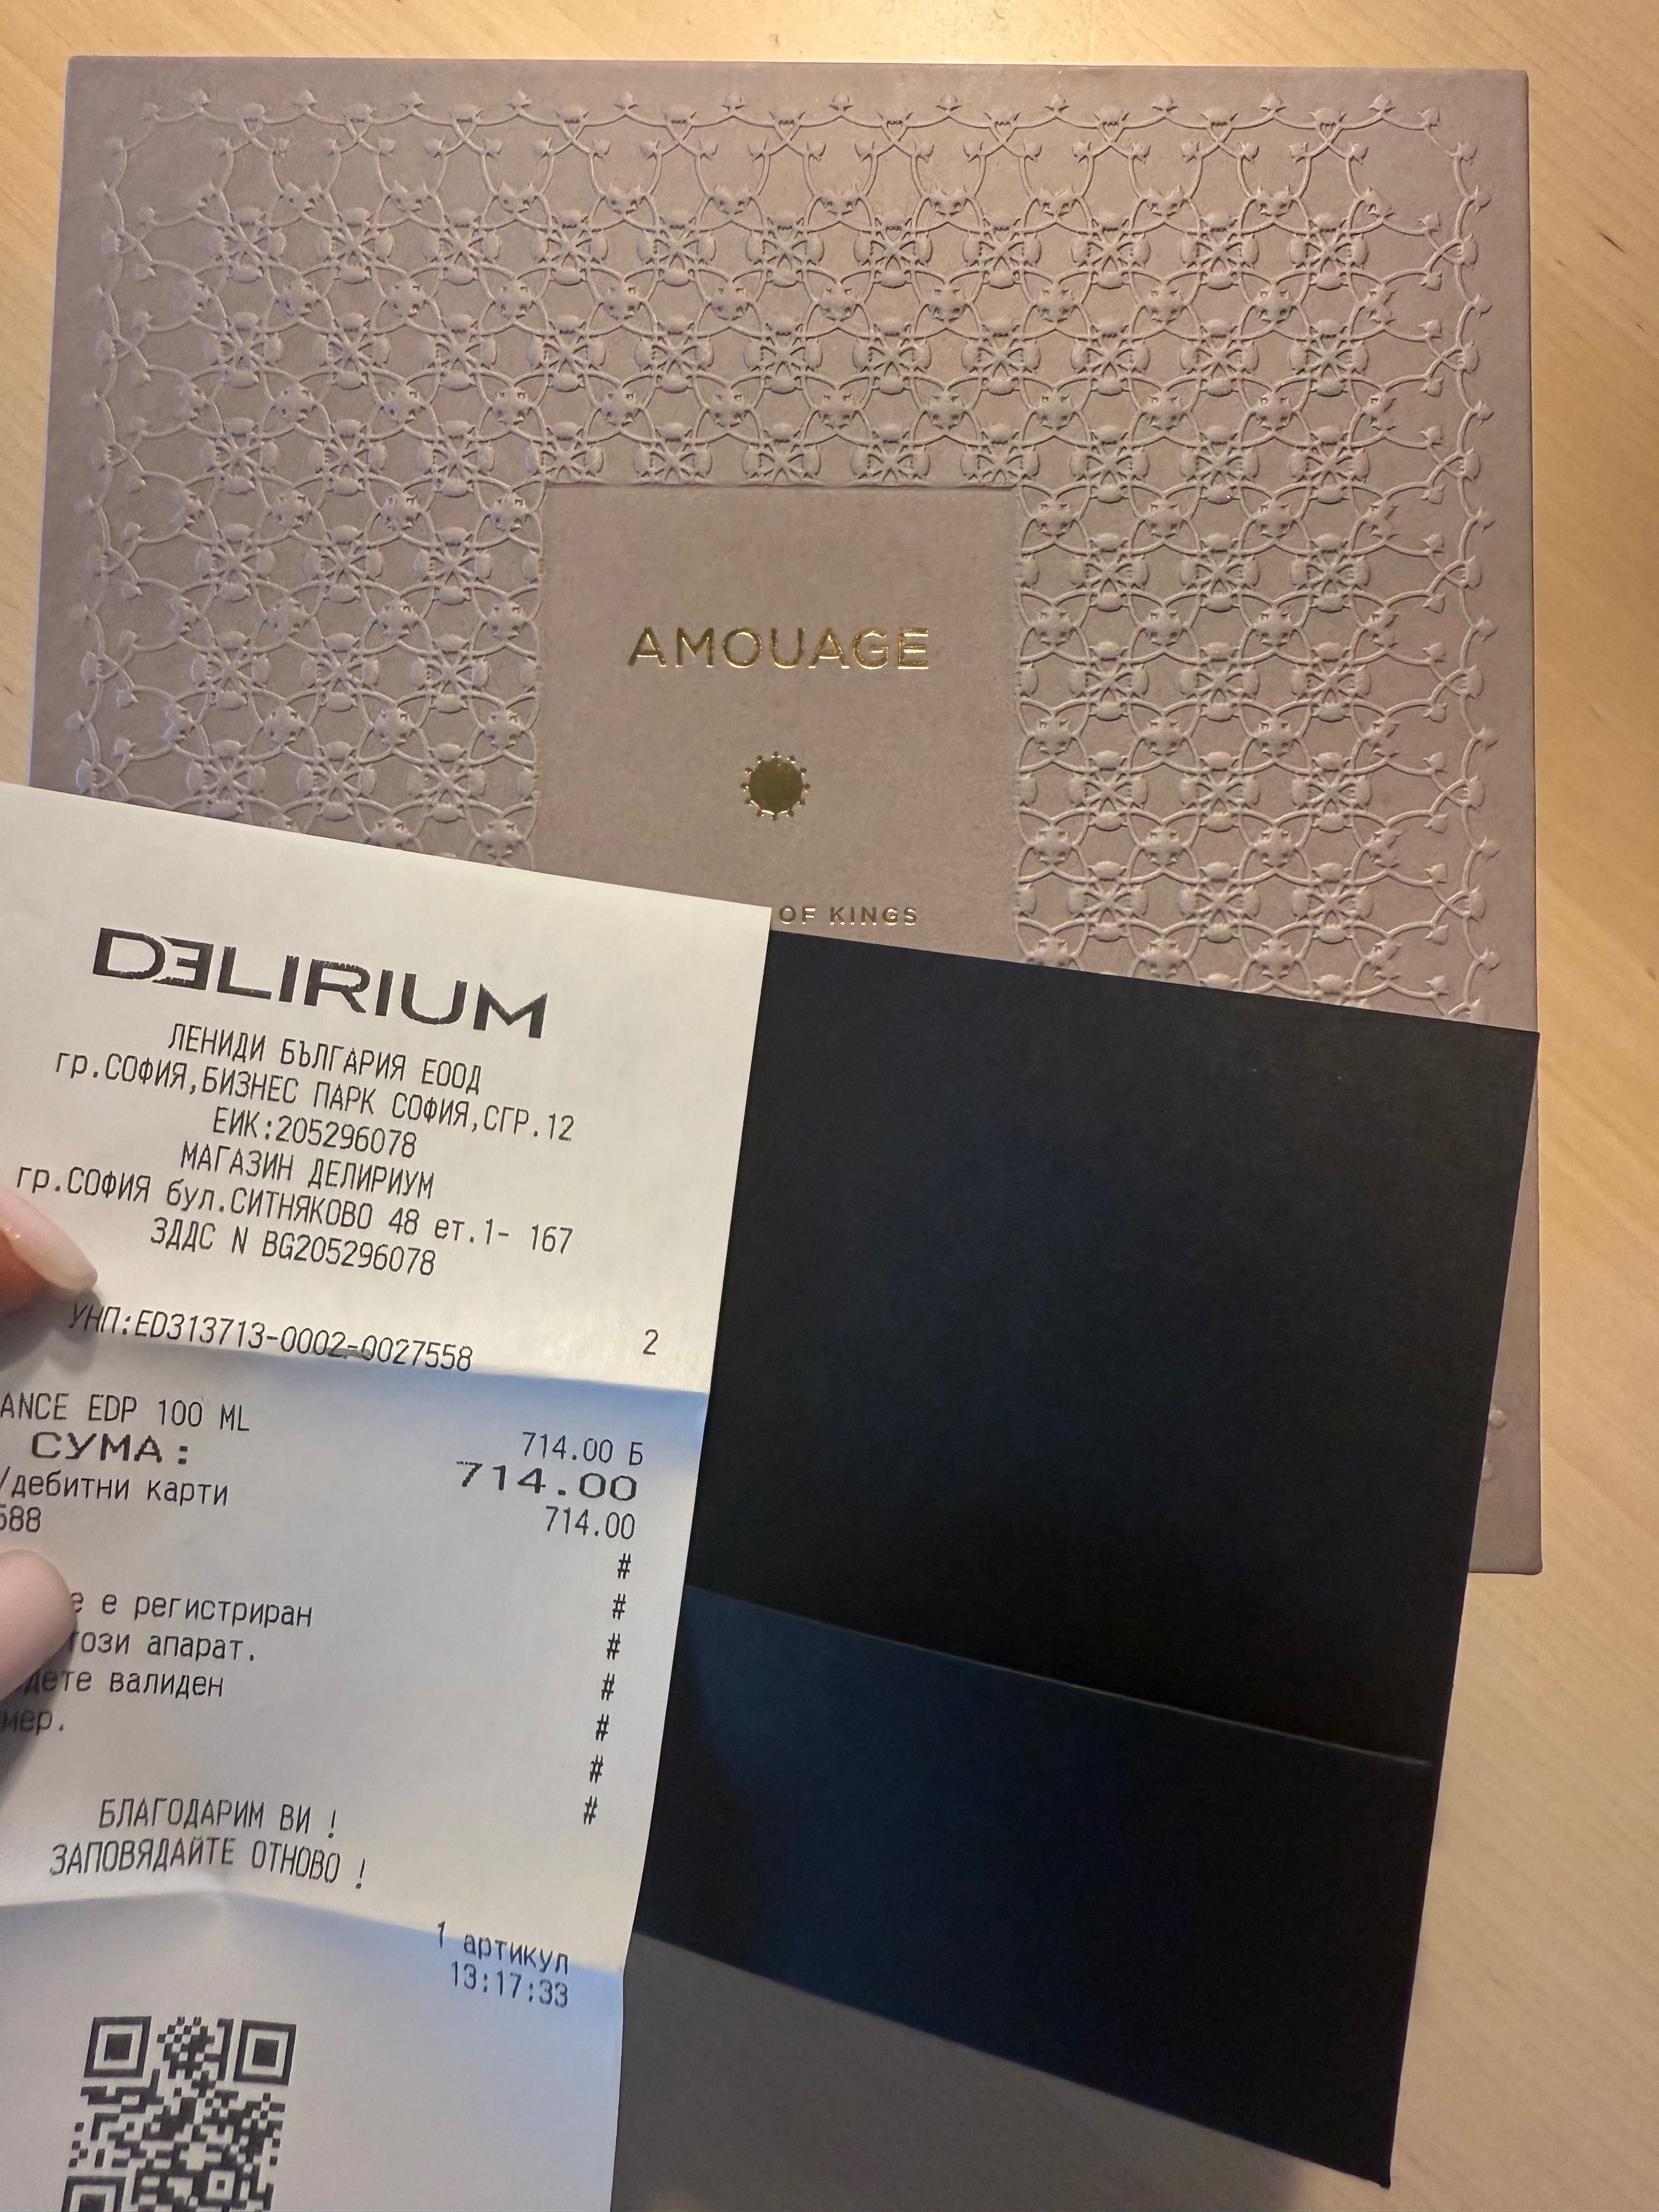 AMOUAGE
OF KINGS
DELIRIUM
ЛЕНИДИ БЪЛГАРИЯ ЕООД
гр.СОФИЯ,БИЗНЕС ПАРК СОФИЯ,СГР.12
ЕИК:205296078
МАГАЗИН ДЕЛИРИУМ
гр.СОФИЯ бул.СИТНЯКОВО 48 ет.1- 167
ЗДДС N BG205296078
УНП:ED313713-0002-0027558 2
ANCE EDP 100 ML
714.00 Б
СУМА: 714.00
/дебитни карти 714.00
588
#
е е регистриран #
този апарат. #
дете валиден #
мер. #
#
#
БЛАГОДАРИМ ВИ !
ЗАПОВЯДАЙТЕ ОТНОВО !
1 артикул
13:17:33